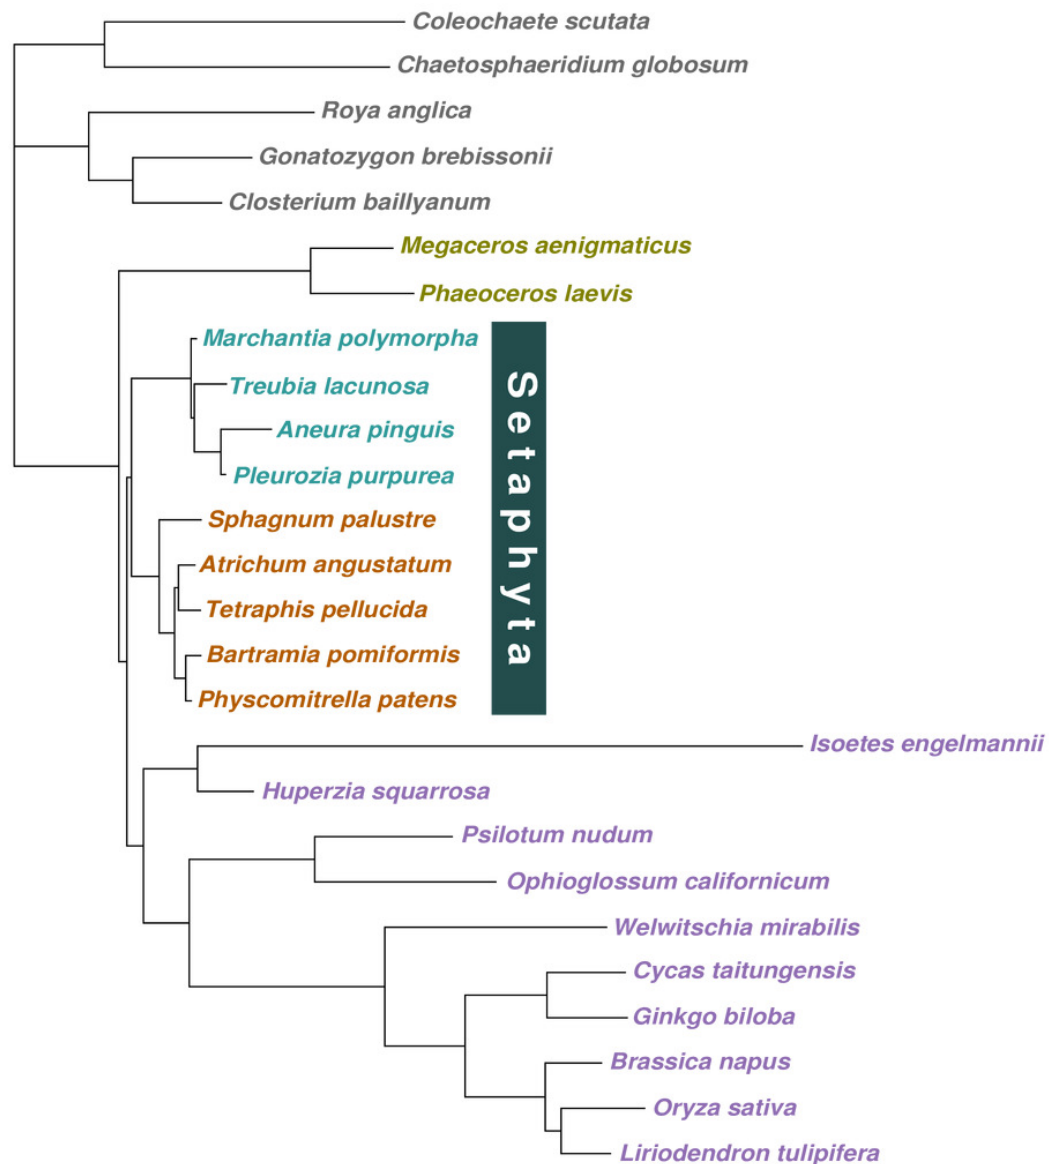 Coleochaete scutata
Chaetosphaeridium globosum
Roya anglica
Gonatozygon brebissonii
Closterium baillyanum
Megaceros aenigmaticus
Phaeoceros laevis
Marchantia polymorpha
Treubia lacunosa
Aneura pinguis
Pleurozia purpurea
Sphagnum palustre
Atrichum angustatum
Tetraphis pellucida
Bartramia pomiformis
Physcomitrella patens
Setaphyta
Isoetes engelmannii
Huperzia squarrosa
Psilotum nudum
Ophioglossum californicum
Welwitschia mirabilis
Cycas taitungensis
Ginkgo biloba
Brassica napus
Oryza sativa
Liriodendron tulipifera